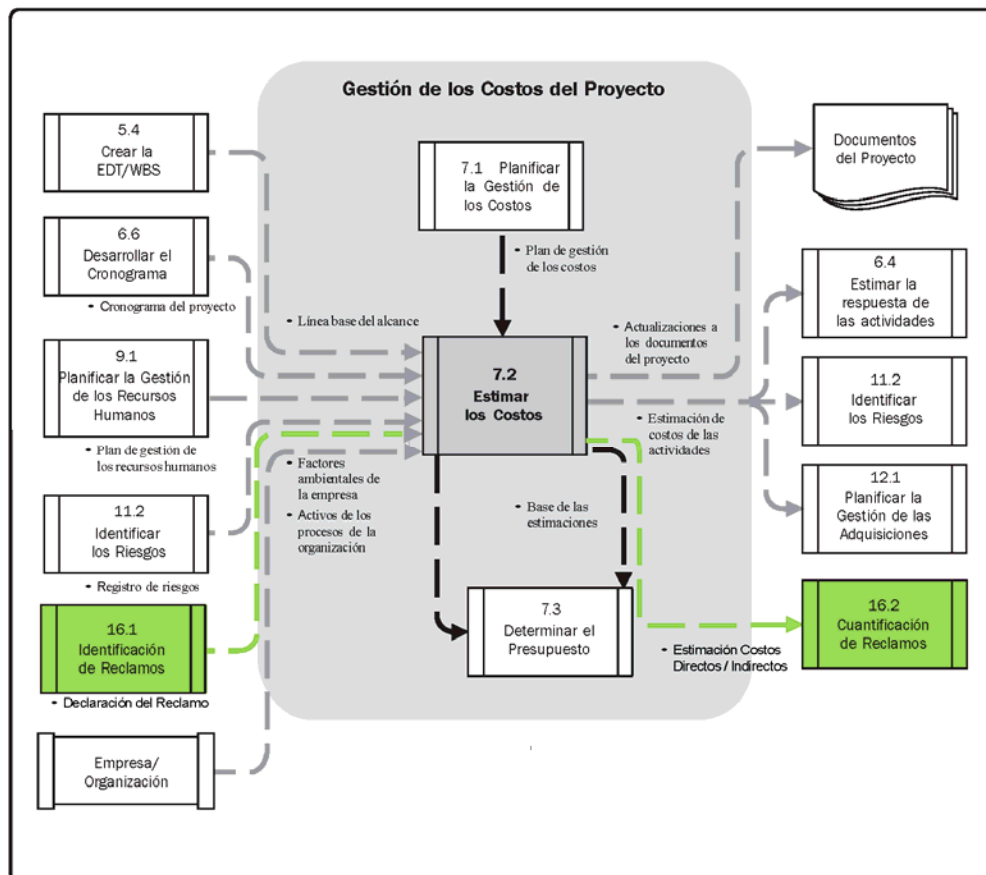 Gestión de los Costos del Proyecto
5.4
Crear la
EDT/WBS
6.6
Desarrollar el
Cronograma
• Cronograma del proyecto
9.1
Planificar la Gestión
de los Recursos
Humanos
• Plan de gestión de
los recursos humanos
11.2
Identificar
los Riesgos
• Registro de riesgos
16.1
Identificación
de Reclamos
• Declaración del Reclamo
Empresa/
Organización
7.1 Planificar
la Gestión de
los Costos
• Plan de gestión
de los costos
• Línea base del alcance
7.2
Estimar
los Costos
• Factores
ambientales de
la empresa
• Activos de los
procesos de la
organización
• Base de las
estimaciones
7.3
Determinar el
Presupuesto
• Actualizaciones a
los documentos
del proyecto
• Estimación de
costos de las
actividades
• Estimación Costos
Directos / Indirectos
Documentos
del Proyecto
6.4
Estimar la
respuesta de
las actividades
11.2
Identificar
los Riesgos
12.1
Planificar la
Gestión de las
Adquisiciones
16.2
Cuantificación
de Reclamos